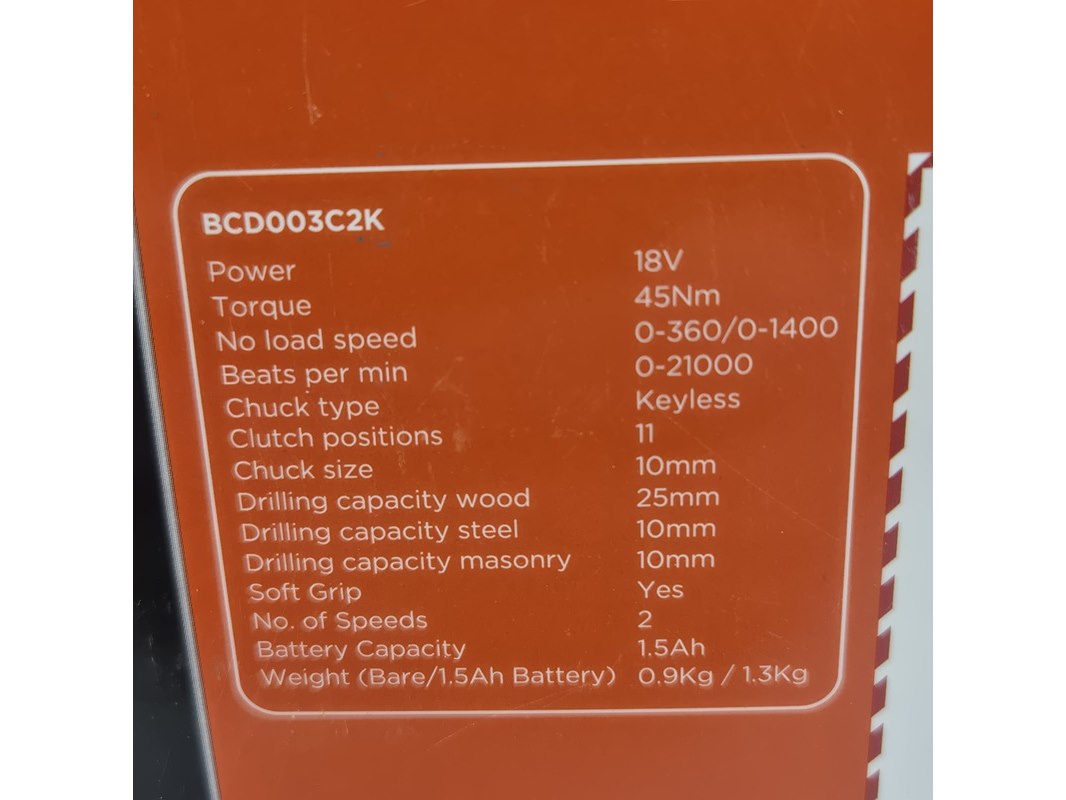 BCD003C2K
Power 18V
Torque 45Nm
No load speed 0-360/0-1400
Beats per min 0-21000
Chuck type Keyless
Clutch positions 11
Chuck size 10mm
Drilling capacity wood 25mm
Drilling capacity steel 10mm
Drilling capacity masonry 10mm
Soft Grip Yes
No. of Speeds 2
Battery Capacity 1.5Ah
Weight (Bare/1.5Ah Battery) 0.9Kg / 1.3Kg